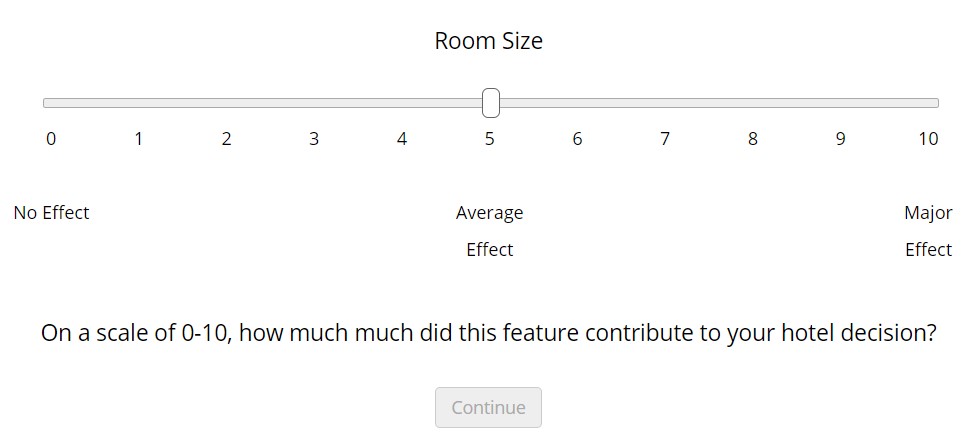 Room Size
0 1 2 3 4 5 6 7 8 9 10
No Effect Average Major
Effect Effect
On a scale of 0-10, how much much did this feature contribute to your hotel decision?
Continue